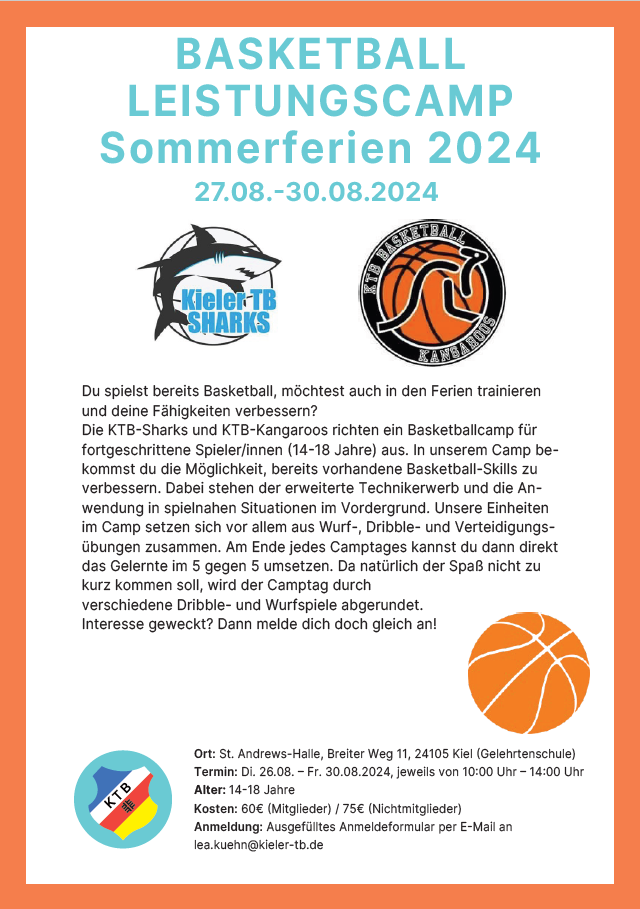 BASKETBALL
LEISTUNGSCAMP
Sommerferien 2024
27.08.-30.08.2024
Kieler TB
SHARKS
KTB BASKETBALL
KANGAROOS
Du spielst bereits Basketball, möchtest auch in den Ferien trainieren
und deine Fähigkeiten verbessern?
Die KTB-Sharks und KTB-Kangaroos richten ein Basketballcamp für
fortgeschrittene Spieler/innen (14-18 Jahre) aus. In unserem Camp be-
kommst du die Möglichkeit, bereits vorhandene Basketball-Skills zu
verbessern. Dabei stehen der erweiterte Technikerwerb und die An-
wendung in spielnahen Situationen im Vordergrund. Unsere Einheiten
im Camp setzen sich vor allem aus Wurf-, Dribble- und Verteidigungs-
übungen zusammen. Am Ende jedes Camptages kannst du dann direkt
das Gelernte im 5 gegen 5 umsetzen. Da natürlich der Spaß nicht zu
kurz kommen soll, wird der Camptag durch
verschiedene Dribble- und Wurfspiele abgerundet.
Interesse geweckt? Dann melde dich doch gleich an!
KTB
Ort: St. Andrews-Halle, Breiter Weg 11, 24105 Kiel (Gelehrtenschule)
Termin: Di. 26.08. – Fr. 30.08.2024, jeweils von 10:00 Uhr – 14:00 Uhr
Alter: 14-18 Jahre
Kosten: 60€ (Mitglieder) / 75€ (Nichtmitglieder)
Anmeldung: Ausgefülltes Anmeldeformular per E-Mail an
lea.kuehn@kieler-tb.de